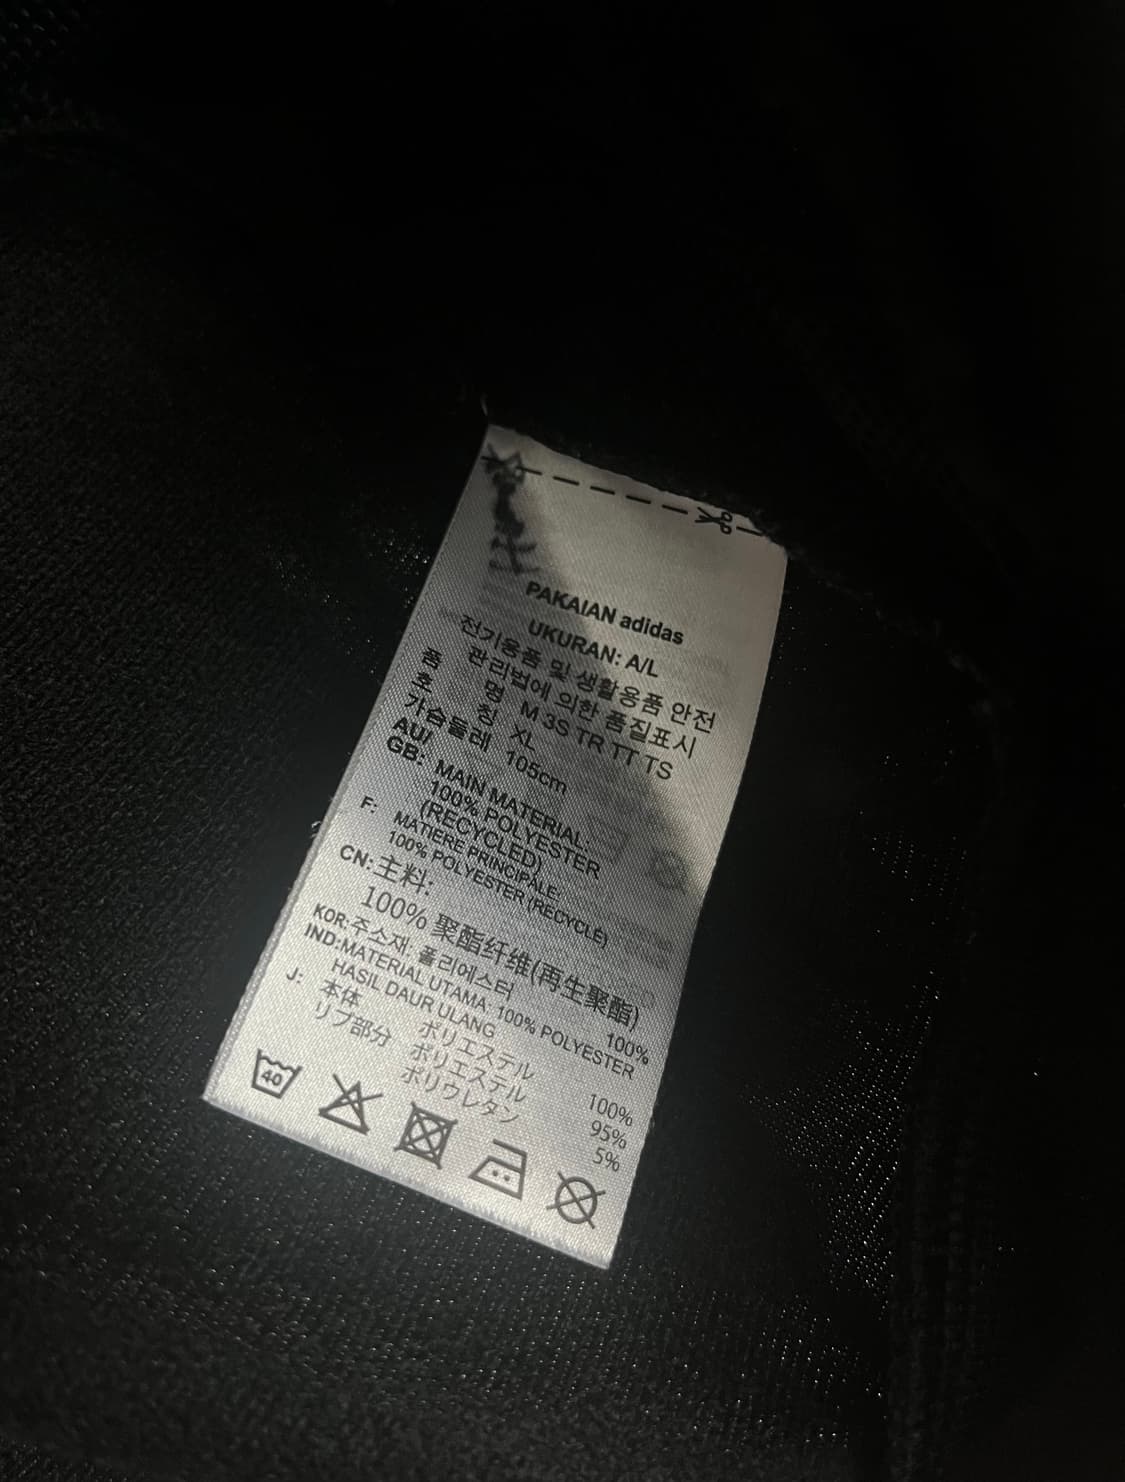 PAKAIAN adidas
UKURAN: A/L
전기용품 및 생활용품 안전
관리법에 의한 품질표시
품 명 M 3S TR TT TS
호 칭 XL
가슴둘레 105cm
AU/
GB: MAIN MATERIAL
100% POLYESTER
(RECYCLED)
F: MATIERE PRINCIPALE:
100% POLYESTER (RECYCLÉ)
CN: 主料:
100% 聚酯纤维(再生聚酯)
KOR: 주소재: 폴리에스터 100%
IND: MATERIAL UTAMA: 100% POLYESTER
HASIL DAUR ULANG
J: 本体 ポリエステル 100%
リブ部分 ポリエステル 95%
ポリウレタン 5%
40